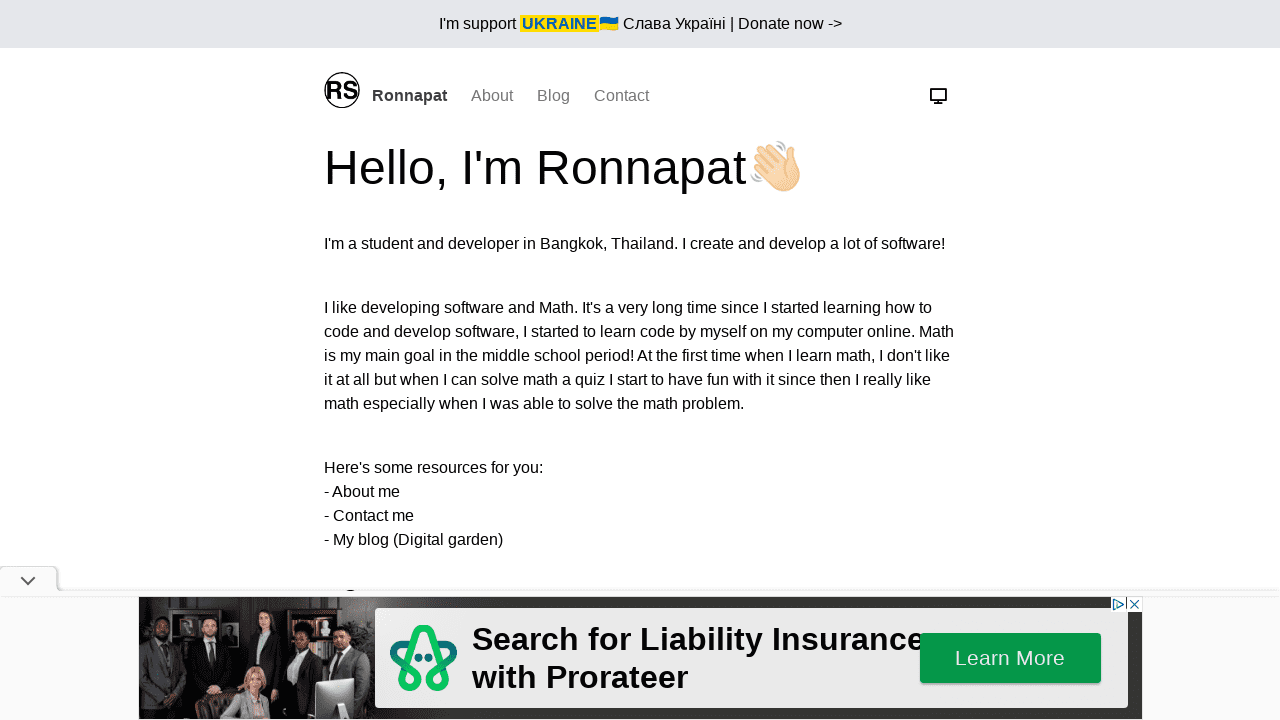 I'm support UKRAINE🇺🇦 Слава Україні | Donate now ->
RS Ronnapat About Blog Contact
Hello, I'm Ronnapat👋🏻
I'm a student and developer in Bangkok, Thailand. I create and develop a lot of software!
I like developing software and Math. It's a very long time since I started learning how to
code and develop software, I started to learn code by myself on my computer online. Math
is my main goal in the middle school period! At the first time when I learn math, I don't like
it at all but when I can solve math a quiz I start to have fun with it since then I really like
math especially when I was able to solve the math problem.
Here's some resources for you:
- About me
- Contact me
- My blog (Digital garden)
Search for Liability Insurance
with Prorateer
Learn More